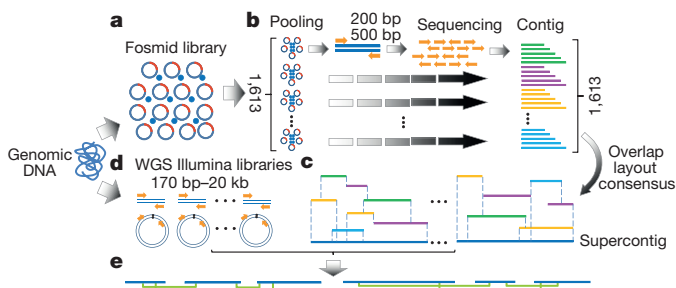 a
Fosmid library
b
Pooling
200 bp
500 bp
Sequencing
Contig
1,613
1,613
Genomic
DNA
d
WGS Illumina libraries
170 bp–20 kb
c
Overlap
layout
consensus
Supercontig
e